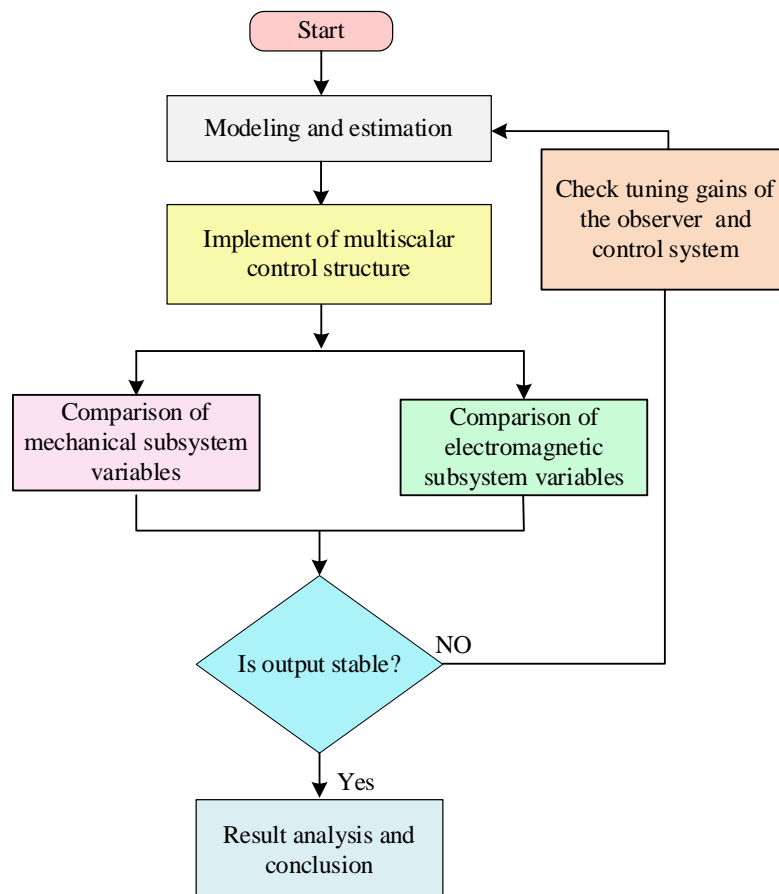 Start
Modeling and estimation
Check tuning gains of
the observer and
control system
Implement of multiscalar
control structure
Comparison of
mechanical subsystem
variables
Comparison of
electromagnetic
subsystem variables
Is output stable?
NO
Yes
Result analysis and
conclusion